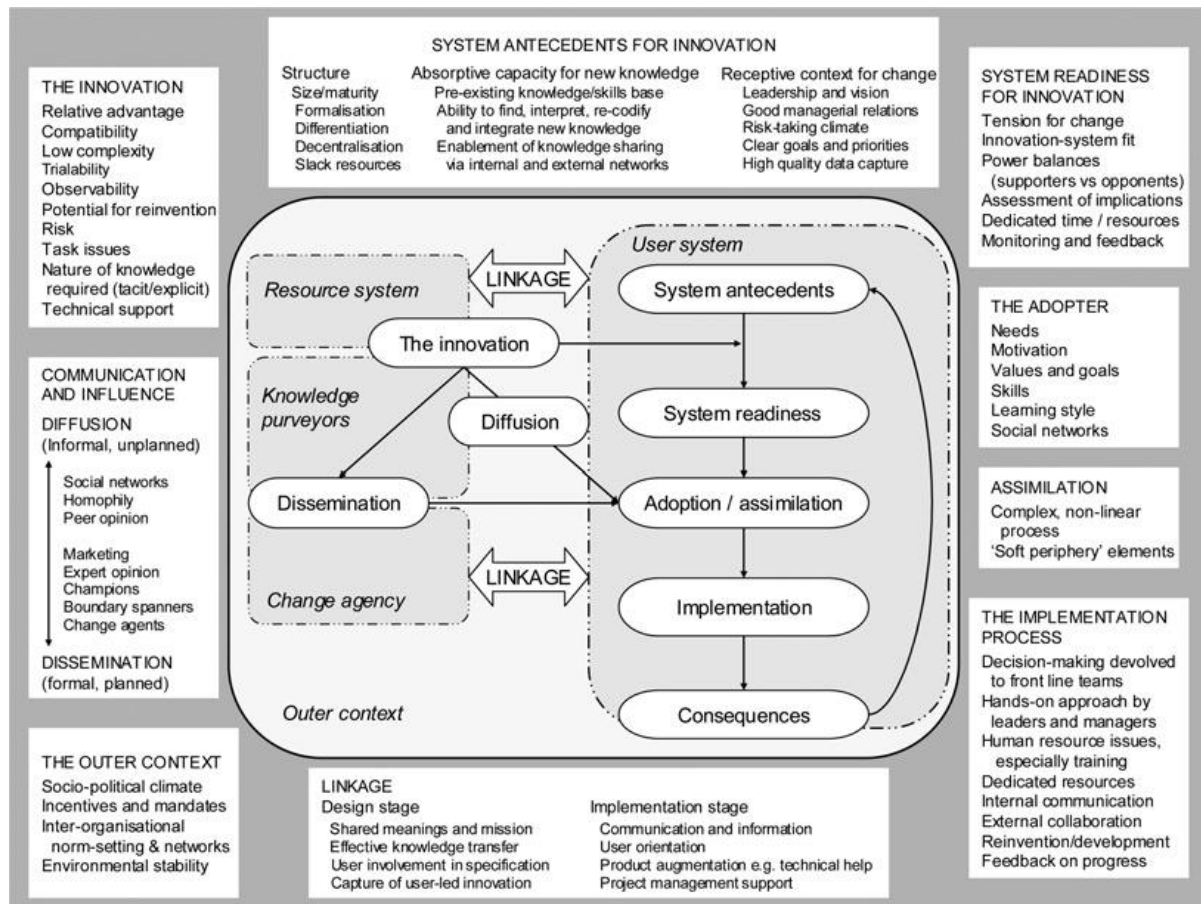 SYSTEM ANTECEDENTS FOR INNOVATION
Structure
Size/maturity
Formalisation
Differentiation
Decentralisation
Slack resources
Absorptive capacity for new knowledge
Pre-existing knowledge/skills base
Ability to find, interpret, re-codify
and integrate new knowledge
Enablement of knowledge sharing
via internal and external networks
Receptive context for change
Leadership and vision
Good managerial relations
Risk-taking climate
Clear goals and priorities
High quality data capture
THE INNOVATION
Relative advantage
Compatibility
Low complexity
Trialability
Observability
Potential for reinvention
Risk
Task issues
Nature of knowledge
required (tacit/explicit)
Technical support
COMMUNICATION
AND INFLUENCE
DIFFUSION
(Informal, unplanned)
Social networks
Homophily
Peer opinion
Marketing
Expert opinion
Champions
Boundary spanners
Change agents
DISSEMINATION
(formal, planned)
THE OUTER CONTEXT
Socio-political climate
Incentives and mandates
Inter-organisational
norm-setting & networks
Environmental stability
Resource system
LINKAGE
The innovation
Knowledge
purveyors
Diffusion
Dissemination
LINKAGE
Change agency
Outer context
User system
System antecedents
System readiness
Adoption / assimilation
Implementation
Consequences
LINKAGE
Design stage
Shared meanings and mission
Effective knowledge transfer
User involvement in specification
Capture of user-led innovation
Implementation stage
Communication and information
User orientation
Product augmentation e.g. technical help
Project management support
SYSTEM READINESS
FOR INNOVATION
Tension for change
Innovation-system fit
Power balances
(supporters vs opponents)
Assessment of implications
Dedicated time / resources
Monitoring and feedback
THE ADOPTER
Needs
Motivation
Values and goals
Skills
Learning style
Social networks
ASSIMILATION
Complex, non-linear
process
‘Soft periphery’ elements
THE IMPLEMENTATION
PROCESS
Decision-making devolved
to front line teams
Hands-on approach by
leaders and managers
Human resource issues,
especially training
Dedicated resources
Internal communication
External collaboration
Reinvention/development
Feedback on progress